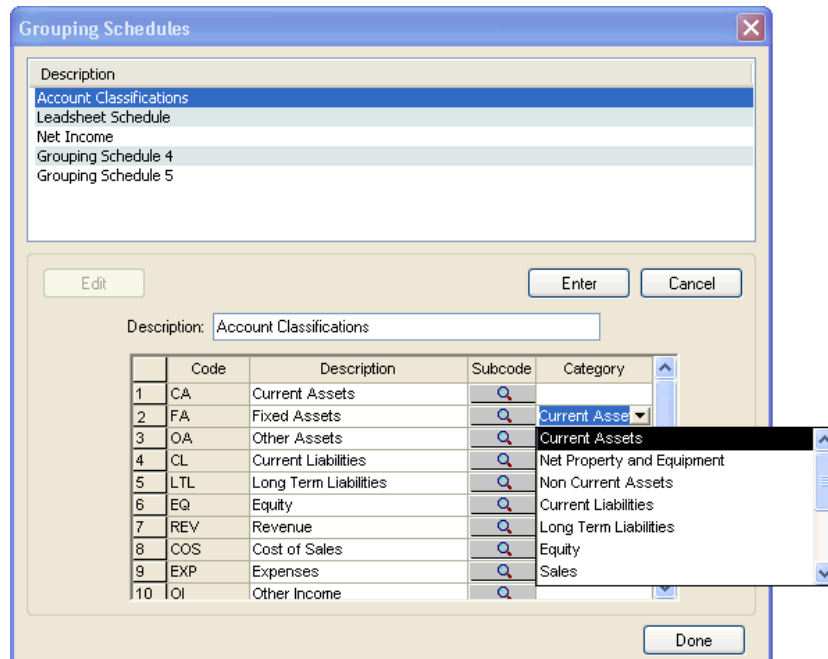 Grouping Schedules
Description
Account Classifications
Leadsheet Schedule
Net Income
Grouping Schedule 4
Grouping Schedule 5
Edit Enter Cancel
Description: Account Classifications
Code Description Subcode Category
1 CA Current Assets
2 FA Fixed Assets Current Asse
3 OA Other Assets Current Assets
4 CL Current Liabilities Net Property and Equipment
5 LTL Long Term Liabilities Non Current Assets
6 EQ Equity Current Liabilities
7 REV Revenue Long Term Liabilities
8 COS Cost of Sales Equity
9 EXP Expenses Sales
10 OI Other Income
Done